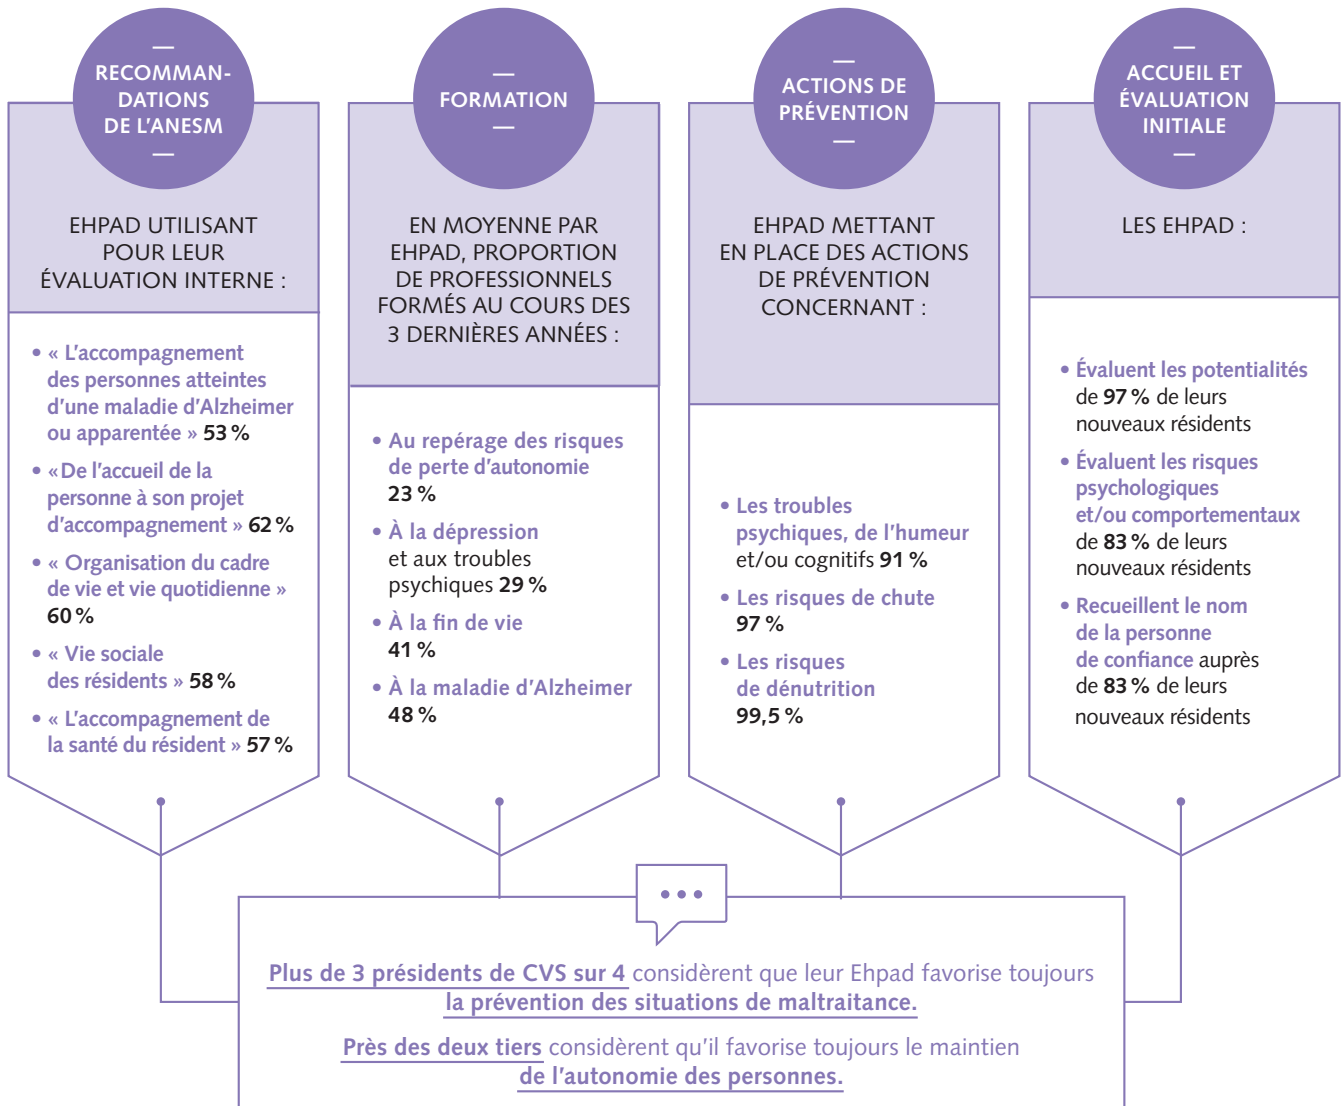 RECOMMAN-
DATIONS
DE L'ANESM
EHPAD UTILISANT
POUR LEUR
ÉVALUATION INTERNE :
• « L'accompagnement
des personnes atteintes
d'une maladie d'Alzheimer
ou apparentée » 53 %
• «De l'accueil de la
personne à son projet
d'accompagnement » 62 %
• « Organisation du cadre
de vie et vie quotidienne »
60 %
• « Vie sociale
des résidents » 58 %
• « L'accompagnement de
la santé du résident » 57 %
FORMATION
EN MOYENNE PAR
EHPAD, PROPORTION
DE PROFESSIONNELS
FORMÉS AU COURS DES
3 DERNIÈRES ANNÉES :
• Au repérage des risques
de perte d'autonomie
23 %
• À la dépression
et aux troubles
psychiques 29 %
• À la fin de vie
41 %
• À la maladie d'Alzheimer
48 %
ACTIONS DE
PRÉVENTION
EHPAD METTANT
EN PLACE DES ACTIONS
DE PRÉVENTION
CONCERNANT :
• Les troubles
psychiques, de l'humeur
et/ou cognitifs 91 %
• Les risques de chute
97 %
• Les risques
de dénutrition
99,5 %
ACCUEIL ET
ÉVALUATION
INITIALE
LES EHPAD :
• Évaluent les potentialités
de 97 % de leurs
nouveaux résidents
• Évaluent les risques
psychologiques
et/ou comportementaux
de 83 % de leurs
nouveaux résidents
• Recueillent le nom
de la personne
de confiance auprès
de 83 % de leurs
nouveaux résidents
Plus de 3 présidents de CVS sur 4 considèrent que leur Ehpad favorise toujours
la prévention des situations de maltraitance.
Près des deux tiers considèrent qu'il favorise toujours le maintien
de l'autonomie des personnes.